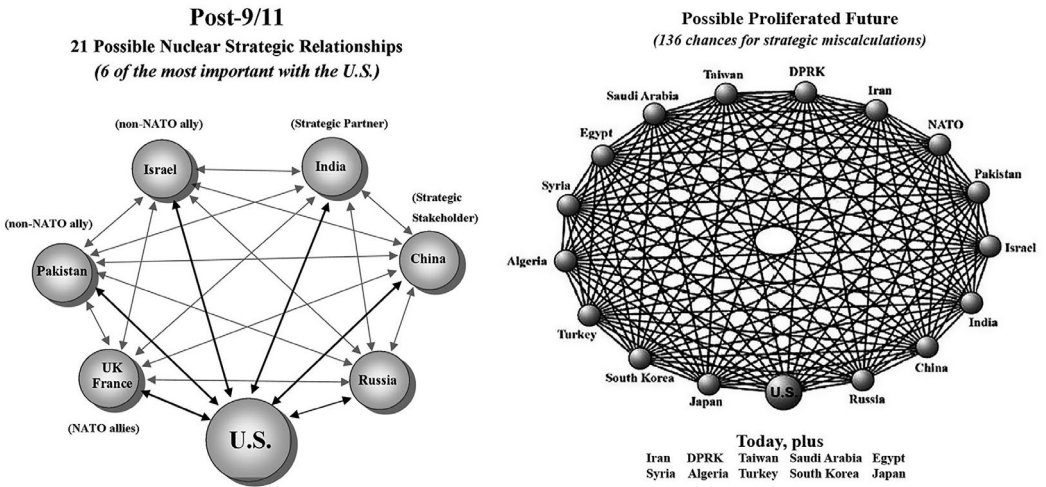 Post-9/11
21 Possible Nuclear Strategic Relationships
(6 of the most important with the U.S.)
(non-NATO ally)
(Strategic Partner)
Israel
India
(Strategic
Stakeholder)
(non-NATO ally)
Pakistan
China
UK
France
Russia
(NATO allies)
U.S.
Possible Proliferated Future
(136 chances for strategic miscalculations)
Taiwan
DPRK
Saudi Arabia
Iran
Egypt
NATO
Syria
Pakistan
Algeria
Israel
Turkey
India
South Korea
China
Japan
U.S.
Russia
Today, plus
Iran DPRK Taiwan Saudi Arabia Egypt
Syria Algeria Turkey South Korea Japan